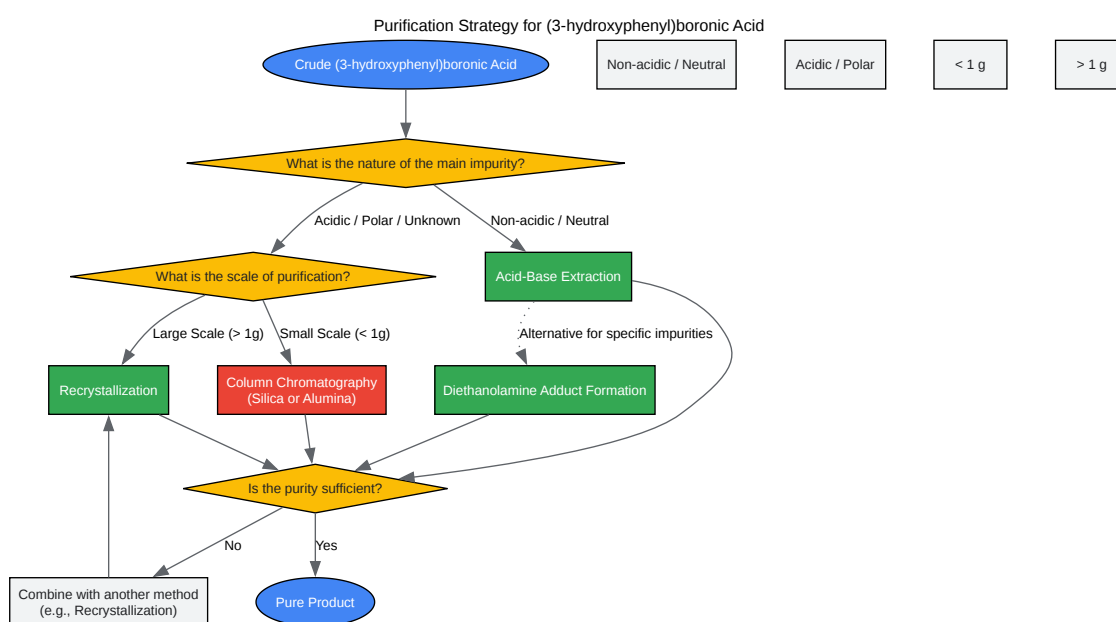 Purification Strategy for (3-hydroxyphenyl)boronic Acid
Crude (3-hydroxyphenyl)boronic Acid
Non-acidic / Neutral
Acidic / Polar
< 1 g
> 1 g
What is the nature of the main impurity?
Acidic / Polar / Unknown
Non-acidic / Neutral
What is the scale of purification?
Acid-Base Extraction
Large Scale (> 1g)
Small Scale (< 1g)
Alternative for specific impurities
Recrystallization
Column Chromatography
(Silica or Alumina)
Diethanolamine Adduct Formation
Is the purity sufficient?
No
Yes
Combine with another method
(e.g., Recrystallization)
Pure Product